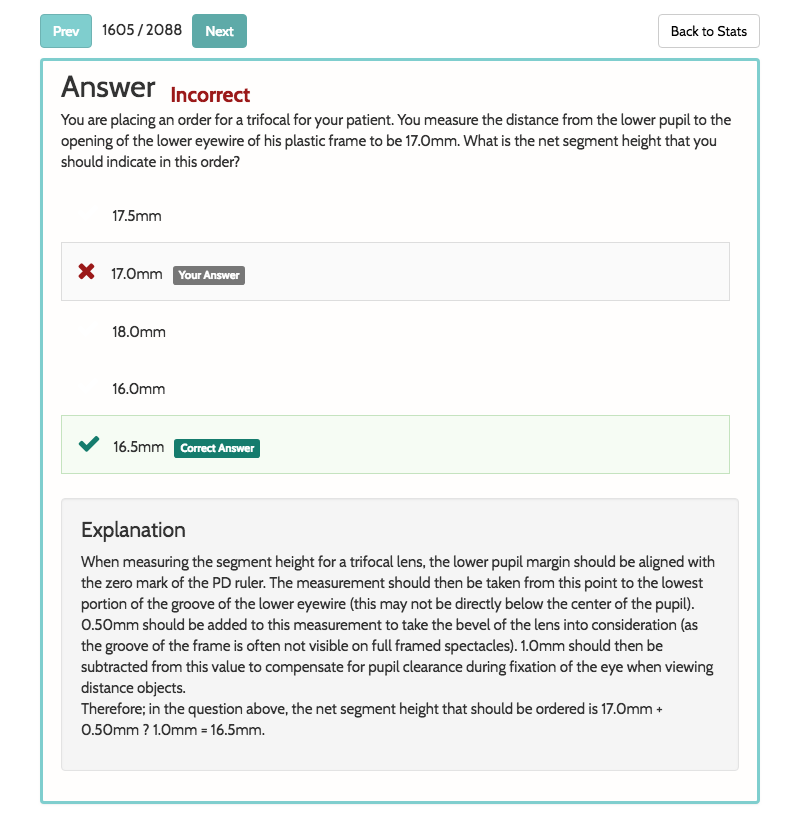 Prev 1605 / 2088 Next Back to Stats
Answer Incorrect
You are placing an order for a trifocal for your patient. You measure the distance from the lower pupil to the
opening of the lower eyewire of his plastic frame to be 17.0mm. What is the net segment height that you
should indicate in this order?
17.5mm
17.0mm Your Answer
18.0mm
16.0mm
16.5mm Correct Answer
Explanation
When measuring the segment height for a trifocal lens, the lower pupil margin should be aligned with
the zero mark of the PD ruler. The measurement should then be taken from this point to the lowest
portion of the groove of the lower eyewire (this may not be directly below the center of the pupil).
0.50mm should be added to this measurement to take the bevel of the lens into consideration (as
the groove of the frame is often not visible on full framed spectacles). 1.0mm should then be
subtracted from this value to compensate for pupil clearance during fixation of the eye when viewing
distance objects.
Therefore; in the question above, the net segment height that should be ordered is 17.0mm +
0.50mm ? 1.0mm = 16.5mm.